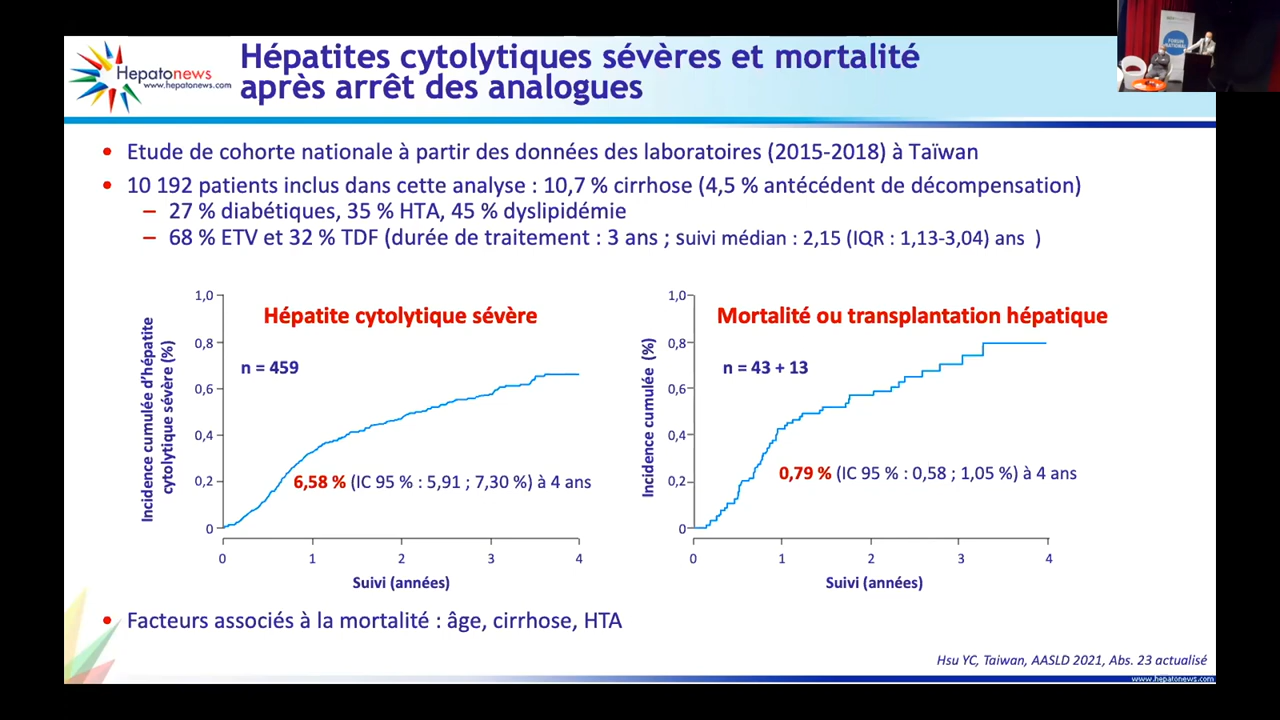 Hépatites cytolytiques sévères et mortalité
après arrêt des analogues
Hepatonews
www.hepatonews.com
• Etude de cohorte nationale à partir des données des laboratoires (2015-2018) à Taïwan
• 10 192 patients inclus dans cette analyse : 10,7 % cirrhose (4,5 % antécédent de décompensation)
– 27 % diabétiques, 35 % HTA, 45 % dyslipidémie
– 68 % ETV et 32 % TDF (durée de traitement : 3 ans ; suivi médian : 2,15 (IQR : 1,13-3,04) ans )
Incidence cumulée d'hépatite
cytolytique sévère (%)
Hépatite cytolytique sévère
n = 459
6,58 % (IC 95 % : 5,91 ; 7,30 %) à 4 ans
1,0
0,8
0,6
0,4
0,2
0
0 1 2 3 4
Suivi (années)
Incidence cumulée (%)
Mortalité ou transplantation hépatique
n = 43 + 13
0,79 % (IC 95 % : 0,58 ; 1,05 %) à 4 ans
1,0
0,8
0,6
0,4
0,2
0
0 1 2 3 4
Suivi (années)
• Facteurs associés à la mortalité : âge, cirrhose, HTA
Hsu YC, Taiwan, AASLD 2021, Abs. 23 actualisé
www.hepatonews.com
FORUM
NATIONAL